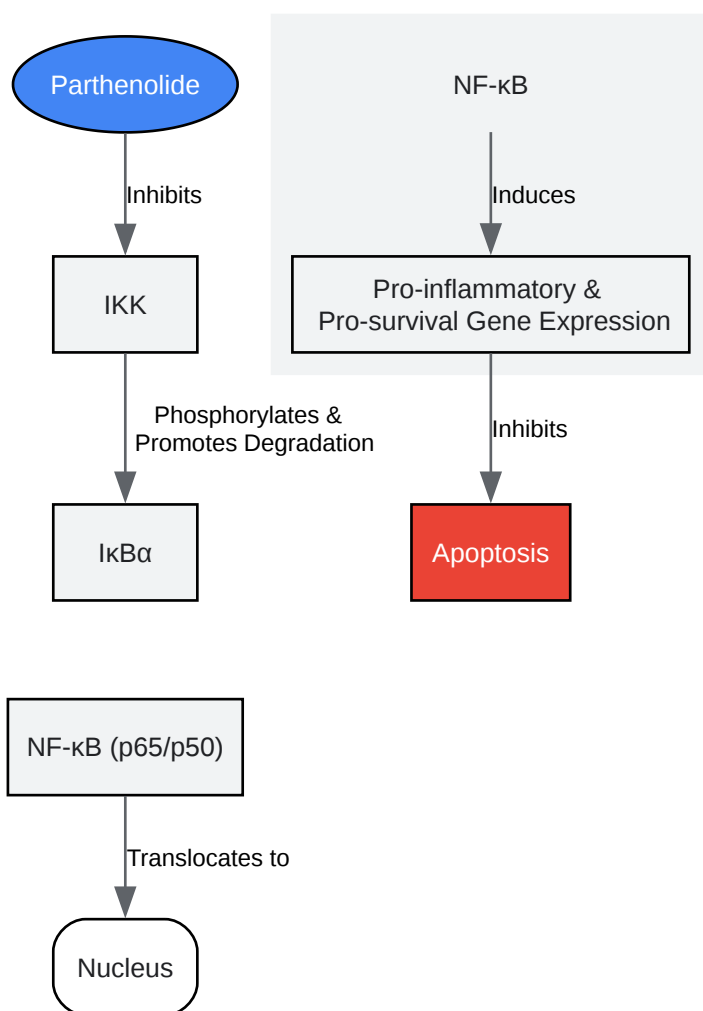 Parthenolide
Inhibits
IKK
Phosphorylates &
Promotes Degradation
IκBα
NF-κB
Induces
Pro-inflammatory &
Pro-survival Gene Expression
Inhibits
Apoptosis
NF-κB (p65/p50)
Translocates to
Nucleus